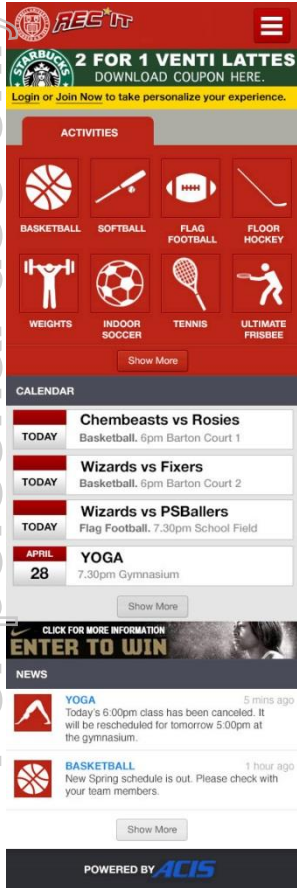 REC*IT
STARBUCKS
2 FOR 1 VENTI LATTES
DOWNLOAD COUPON HERE.
Login or Join Now to take personalize your experience.
ACTIVITIES
BASKETBALL SOFTBALL FLAG FOOTBALL FLOOR HOCKEY
WEIGHTS INDOOR SOCCER TENNIS ULTIMATE FRISBEE
Show More
CALENDAR
Chembeasts vs Rosies
TODAY Basketball. 6pm Barton Court 1
Wizards vs Fixers
TODAY Basketball. 6pm Barton Court 2
Wizards vs PSBallers
TODAY Flag Football. 7.30pm School Field
APRIL YOGA
28 7.30pm Gymnasium
Show More
CLICK FOR MORE INFORMATION
ENTER TO WIN
NEWS
YOGA 5 mins ago
Today's 6:00pm class has been canceled. It
will be rescheduled for tomorrow 5:00pm at
the gymnasium.
BASKETBALL 1 hour ago
New Spring schedule is out. Please check with
your team members.
Show More
POWERED BY ACIS